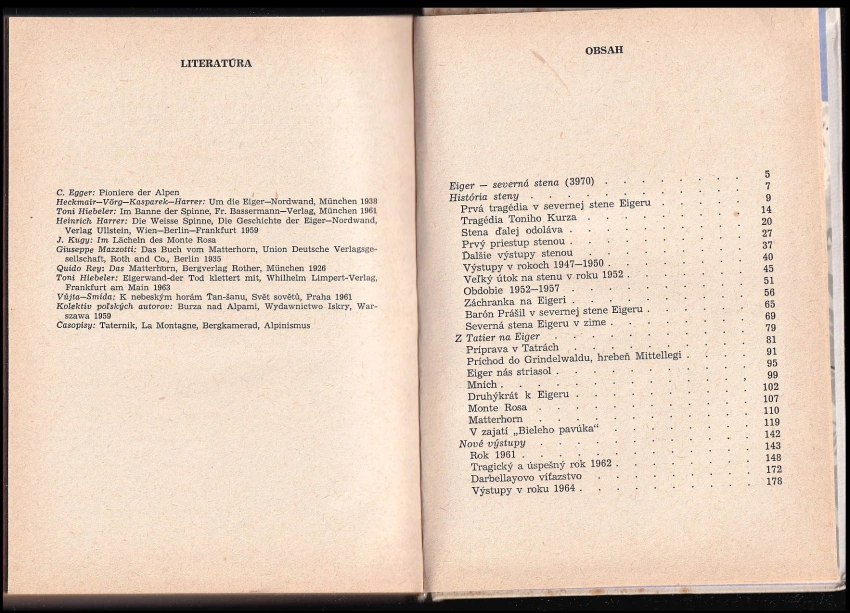 LITERATÚRA
C. Egger: Pioniere der Alpen
Heckmair—Vörg—Kasparek—Harrer: Um die Eiger—Nordwand, München 1938
Toni Hiebeler: Im Banne der Spinne, Fr. Bassermann—Verlag, München 1961
Heinrich Harrer: Die Weisse Spinne, Die Geschichte der Eiger—Nordwand,
Verlag Ullstein, Wien—Berlin—Frankfurt 1959
J. Kugy: Im Lächeln des Monte Rosa
Giuseppe Mazzotti: Das Buch vom Matterhorn, Union Deutsche Verlagsge-
sellschaft, Roth and Co., Berlin 1935
Quido Rey: Das Matterhorn, Bergverlag Rother, München 1926
Toni Hiebeler: Eigerwand-der Tod klettert mit, Whilhelm Limpert-Verlag,
Frankfurt am Main 1963
Vůjta—Smida: K nebeským horám Tan-šanu, Svět sovětů, Praha 1961
Kolektív poľských autorov: Burza nad Alpami, Wydawnictwo Iskry, War-
szawa 1959
Časopisy: Taternik, La Montagne, Bergkamerad, Alpinismus
OBSAH
Eiger — severná stena (3970) . . . . . . . . 5
História steny . . . . . . . . . . 7
Prvá tragédia v severnej stene Eigeru . . . . . . 9
Tragédia Toniho Kurza . . . . . . . . . 14
Stena ďalej odoláva . . . . . . . . . 20
Prvý priestup stenou . . . . . . . . . 27
Ďalšie výstupy stenou . . . . . . . . . 37
Výstupy v rokoch 1947—1950 . . . . . . . . 40
Veľký útok na stenu v roku 1952 . . . . . . . 45
Obdobie 1952—1957 . . . . . . . . . 51
Záchranka na Eigeri . . . . . . . . . 56
Barón Prášil v severnej stene Eigeru . . . . . . 65
Severná stena Eigeru v zime . . . . . . . . 69
Z Tatier na Eiger . . . . . . . . . . 79
Príprava v Tatrách . . . . . . . . . 81
Príchod do Grindelwaldu, hrebeň Mittellegi . . . . . 91
Eiger nás striasol . . . . . . . . . 95
Mních . . . . . . . . . . . 99
Druhýkrát k Eigeru . . . . . . . . . 102
Monte Rosa . . . . . . . . . . 107
Matterhorn . . . . . . . . . . 110
V zajatí „Bieleho pavúka“ . . . . . . . . 119
Nové výstupy . . . . . . . . . . 142
Rok 1961 . . . . . . . . . . 143
Tragický a úspešný rok 1962 . . . . . . . . 148
Darbellayovo víťazstvo . . . . . . . . 172
Výstupy v roku 1964 . . . . . . . . . 178